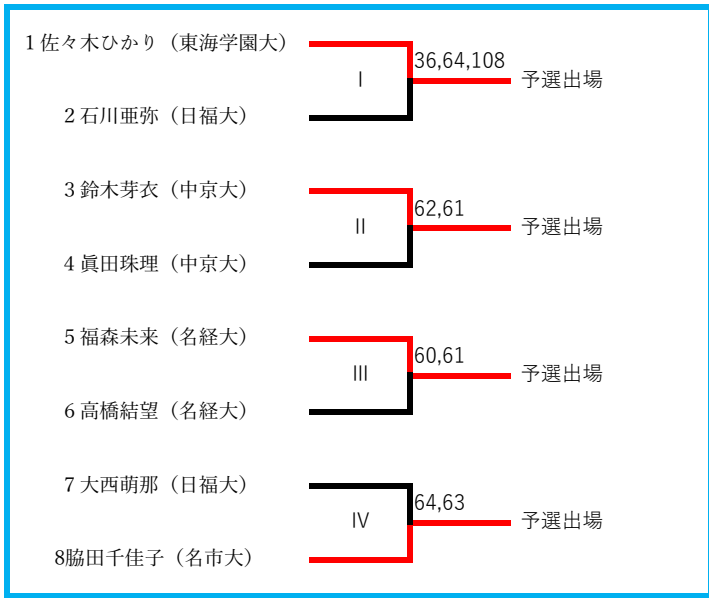 1 佐々木ひかり（東海学園大）
36,64,108
Ⅰ
予選出場
2 石川亜弥（日福大）
3 鈴木芽衣（中京大）
62,61
Ⅱ
予選出場
4 眞田珠理（中京大）
5 福森未来（名経大）
60,61
Ⅲ
予選出場
6 高橋結望（名経大）
7 大西萌那（日福大）
64,63
Ⅳ
予選出場
8脇田千佳子（名市大）